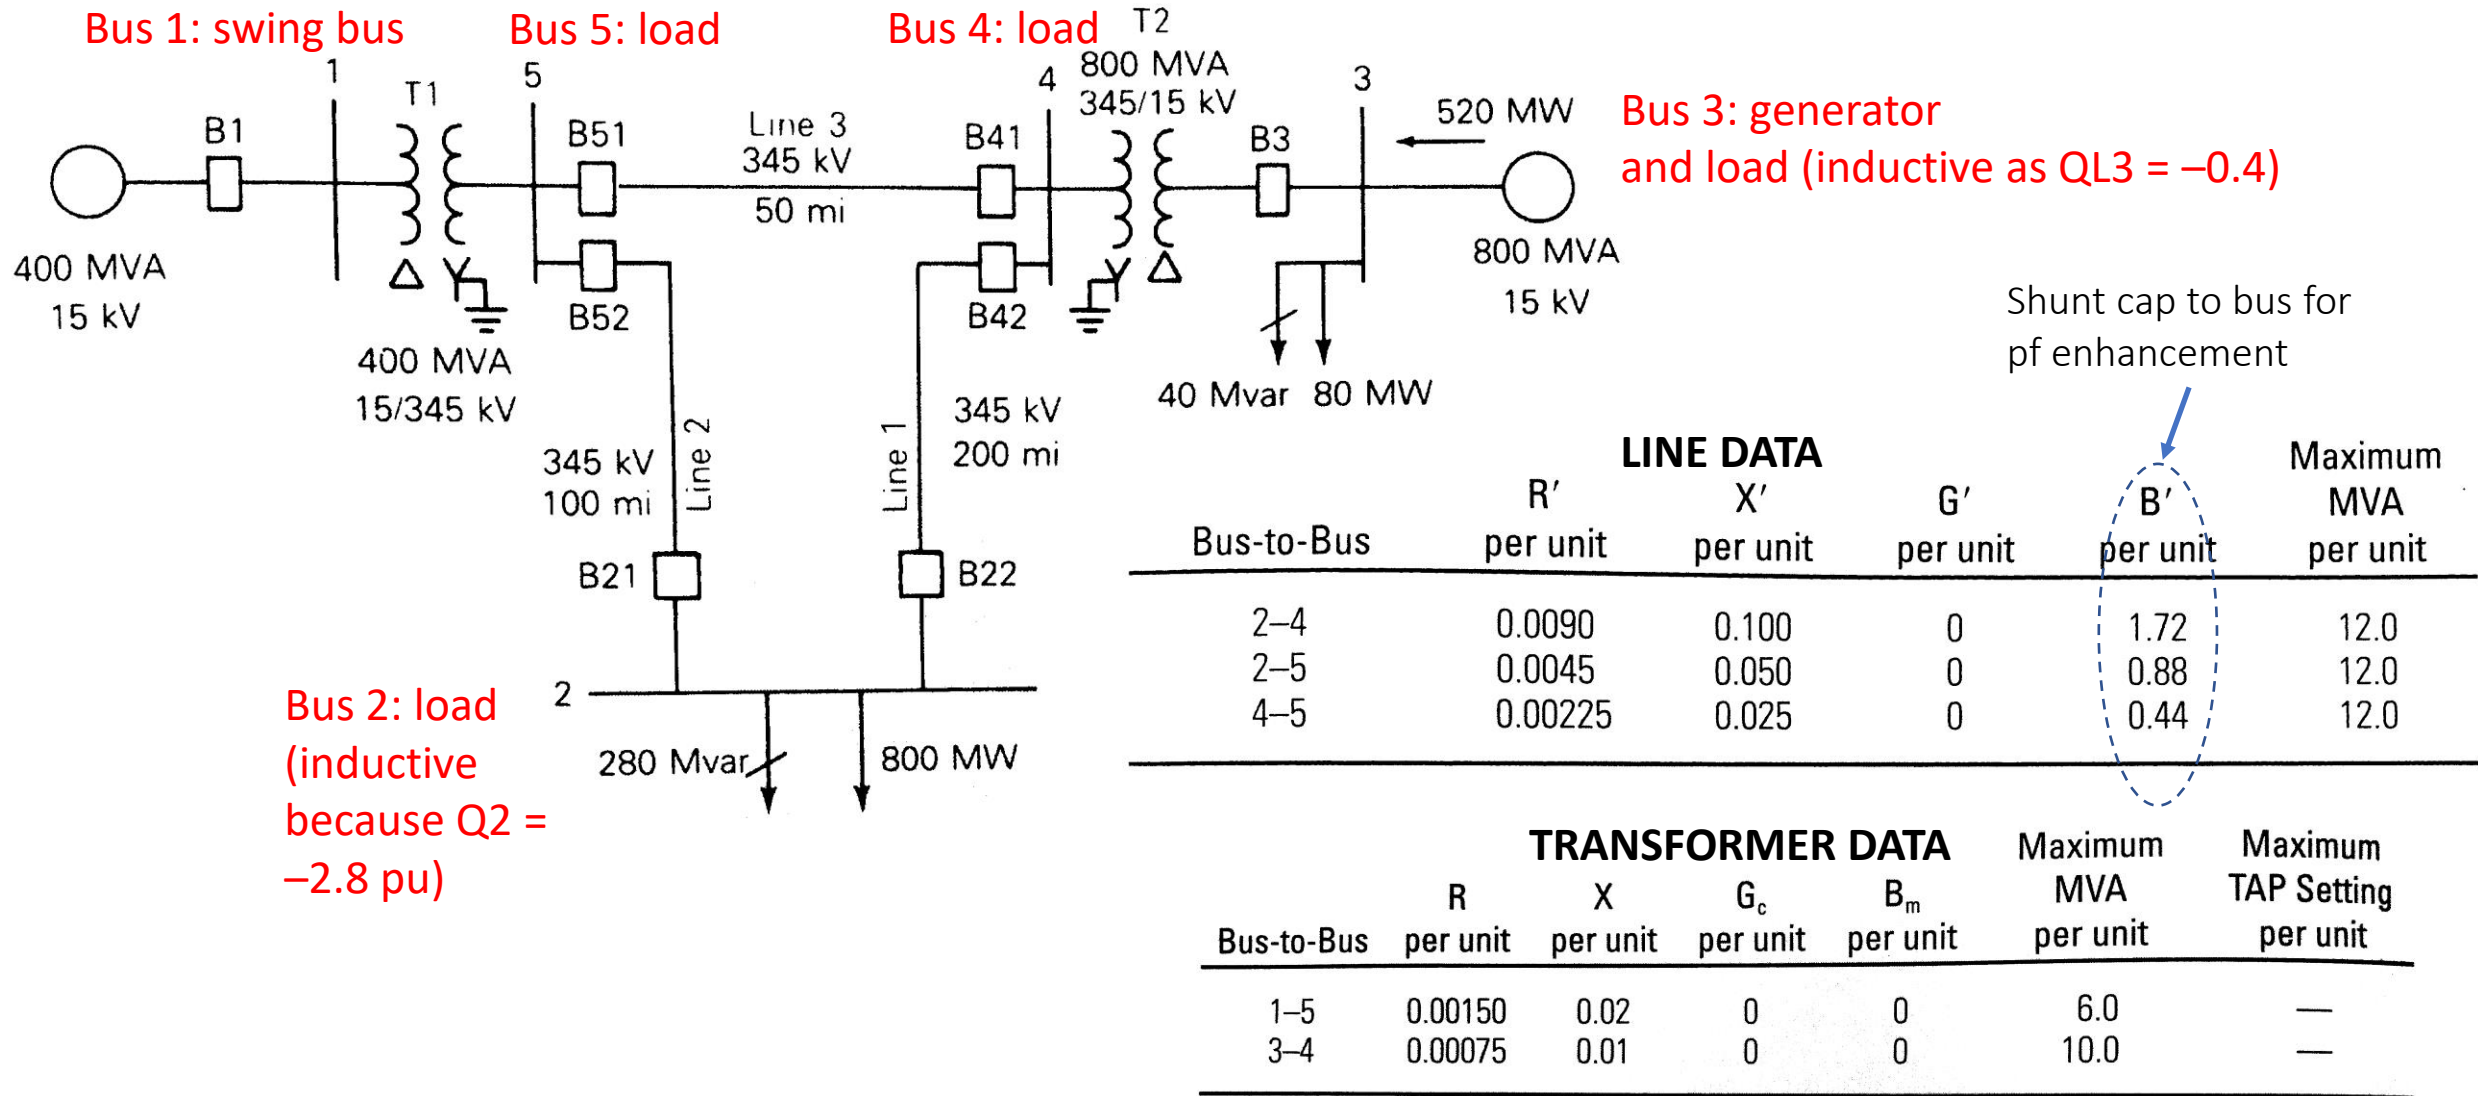 Bus 1: swing bus
Bus 5: load
Bus 4: load
T2
800 MVA
345/15 kV
1
T1
5
4
3
B1
B51
Line 3
345 kV
50 mi
B41
B3
520 MW
Bus 3: generator
and load (inductive as QL3 = –0.4)
400 MVA
15 kV
B52
B42
800 MVA
15 kV
400 MVA
15/345 kV
40 Mvar 80 MW
Shunt cap to bus for
pf enhancement
345 kV
100 mi
Line 2
Line 1
345 kV
200 mi
B21
B22
Bus 2: load
(inductive
because Q2 =
–2.8 pu)
2
280 Mvar
800 MW
LINE DATA
Bus-to-Bus R′ per unit X′ per unit G′ per unit B′ per unit Maximum MVA per unit
2–4 0.0090 0.100 0 1.72 12.0
2–5 0.0045 0.050 0 0.88 12.0
4–5 0.00225 0.025 0 0.44 12.0
TRANSFORMER DATA
Bus-to-Bus R per unit X per unit Gc per unit Bm per unit Maximum MVA per unit Maximum TAP Setting per unit
1–5 0.00150 0.02 0 0 6.0 —
3–4 0.00075 0.01 0 0 10.0 —